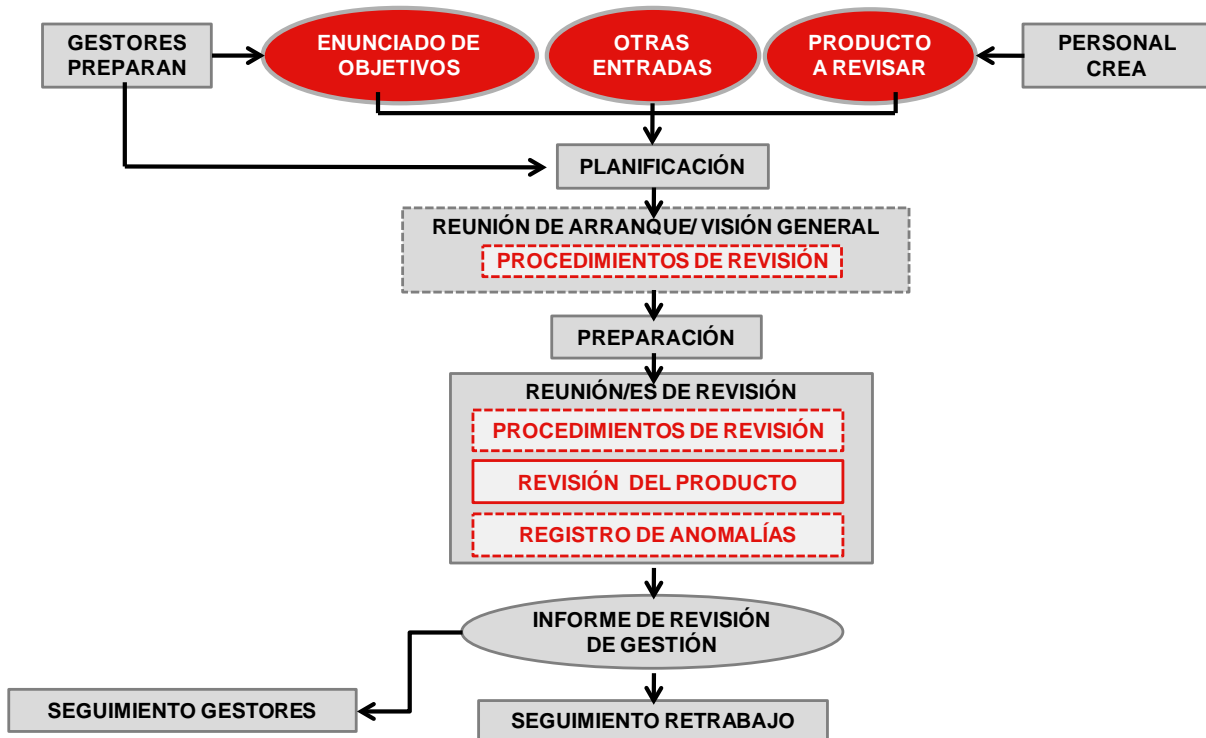 GESTORES
PREPARAN
ENUNCIADO DE
OBJETIVOS
OTRAS
ENTRADAS
PRODUCTO
A REVISAR
PERSONAL
CREA
PLANIFICACIÓN
REUNIÓN DE ARRANQUE/ VISIÓN GENERAL
PROCEDIMIENTOS DE REVISIÓN
PREPARACIÓN
REUNIÓN/ES DE REVISIÓN
PROCEDIMIENTOS DE REVISIÓN
REVISIÓN DEL PRODUCTO
REGISTRO DE ANOMALÍAS
INFORME DE REVISIÓN
DE GESTIÓN
SEGUIMIENTO GESTORES
SEGUIMIENTO RETRABAJO